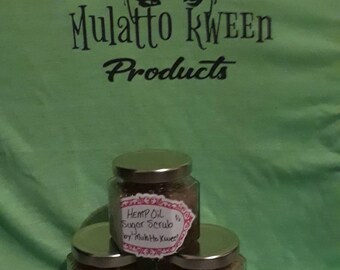 Mulatto Kween
Products
Hemp Oil
Sugar Scrub
by Mulatto Kween